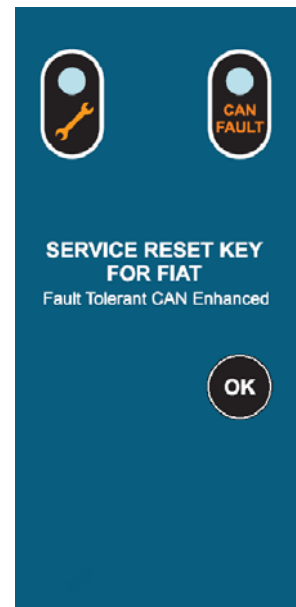 CAN
FAULT
SERVICE RESET KEY
FOR FIAT
Fault Tolerant CAN Enhanced
OK